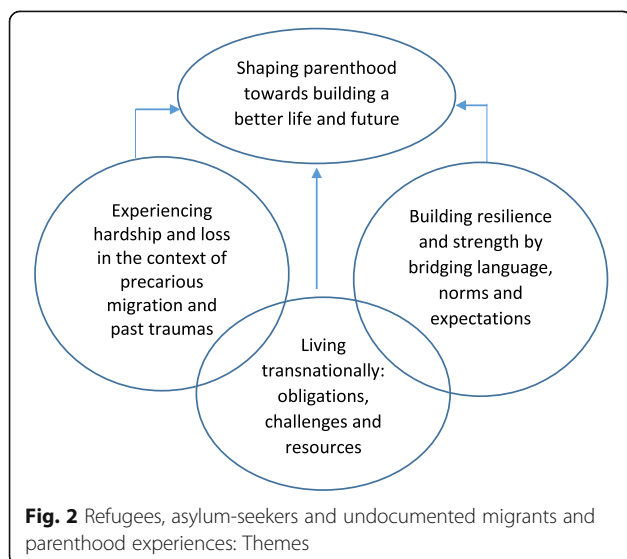 Shaping parenthood
towards building a
better life and future
Experiencing
hardship and loss
in the context of
precarious
migration and
past traumas
Building resilience
and strength by
bridging language,
norms and
expectations
Living
transnationally:
obligations,
challenges and
resources
Fig. 2 Refugees, asylum-seekers and undocumented migrants and
parenthood experiences: Themes